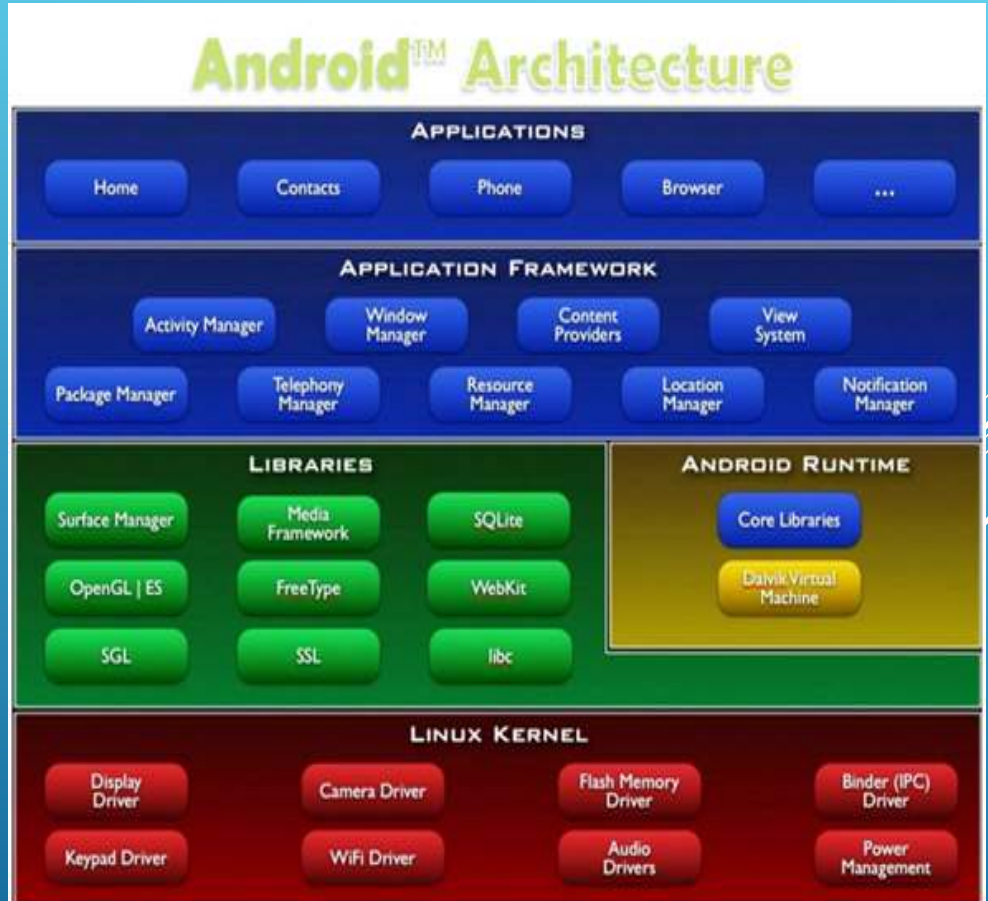 Android™ Architecture
APPLICATIONS
Home Contacts Phone Browser ...
APPLICATION FRAMEWORK
Activity Manager Window Manager Content Providers View System
Package Manager Telephony Manager Resource Manager Location Manager Notification Manager
LIBRARIES
Surface Manager Media Framework SQLite
OpenGL | ES FreeType WebKit
SGL SSL libc
ANDROID RUNTIME
Core Libraries
Dalvik Virtual Machine
LINUX KERNEL
Display Driver Camera Driver Flash Memory Driver Binder (IPC) Driver
Keypad Driver WiFi Driver Audio Drivers Power Management